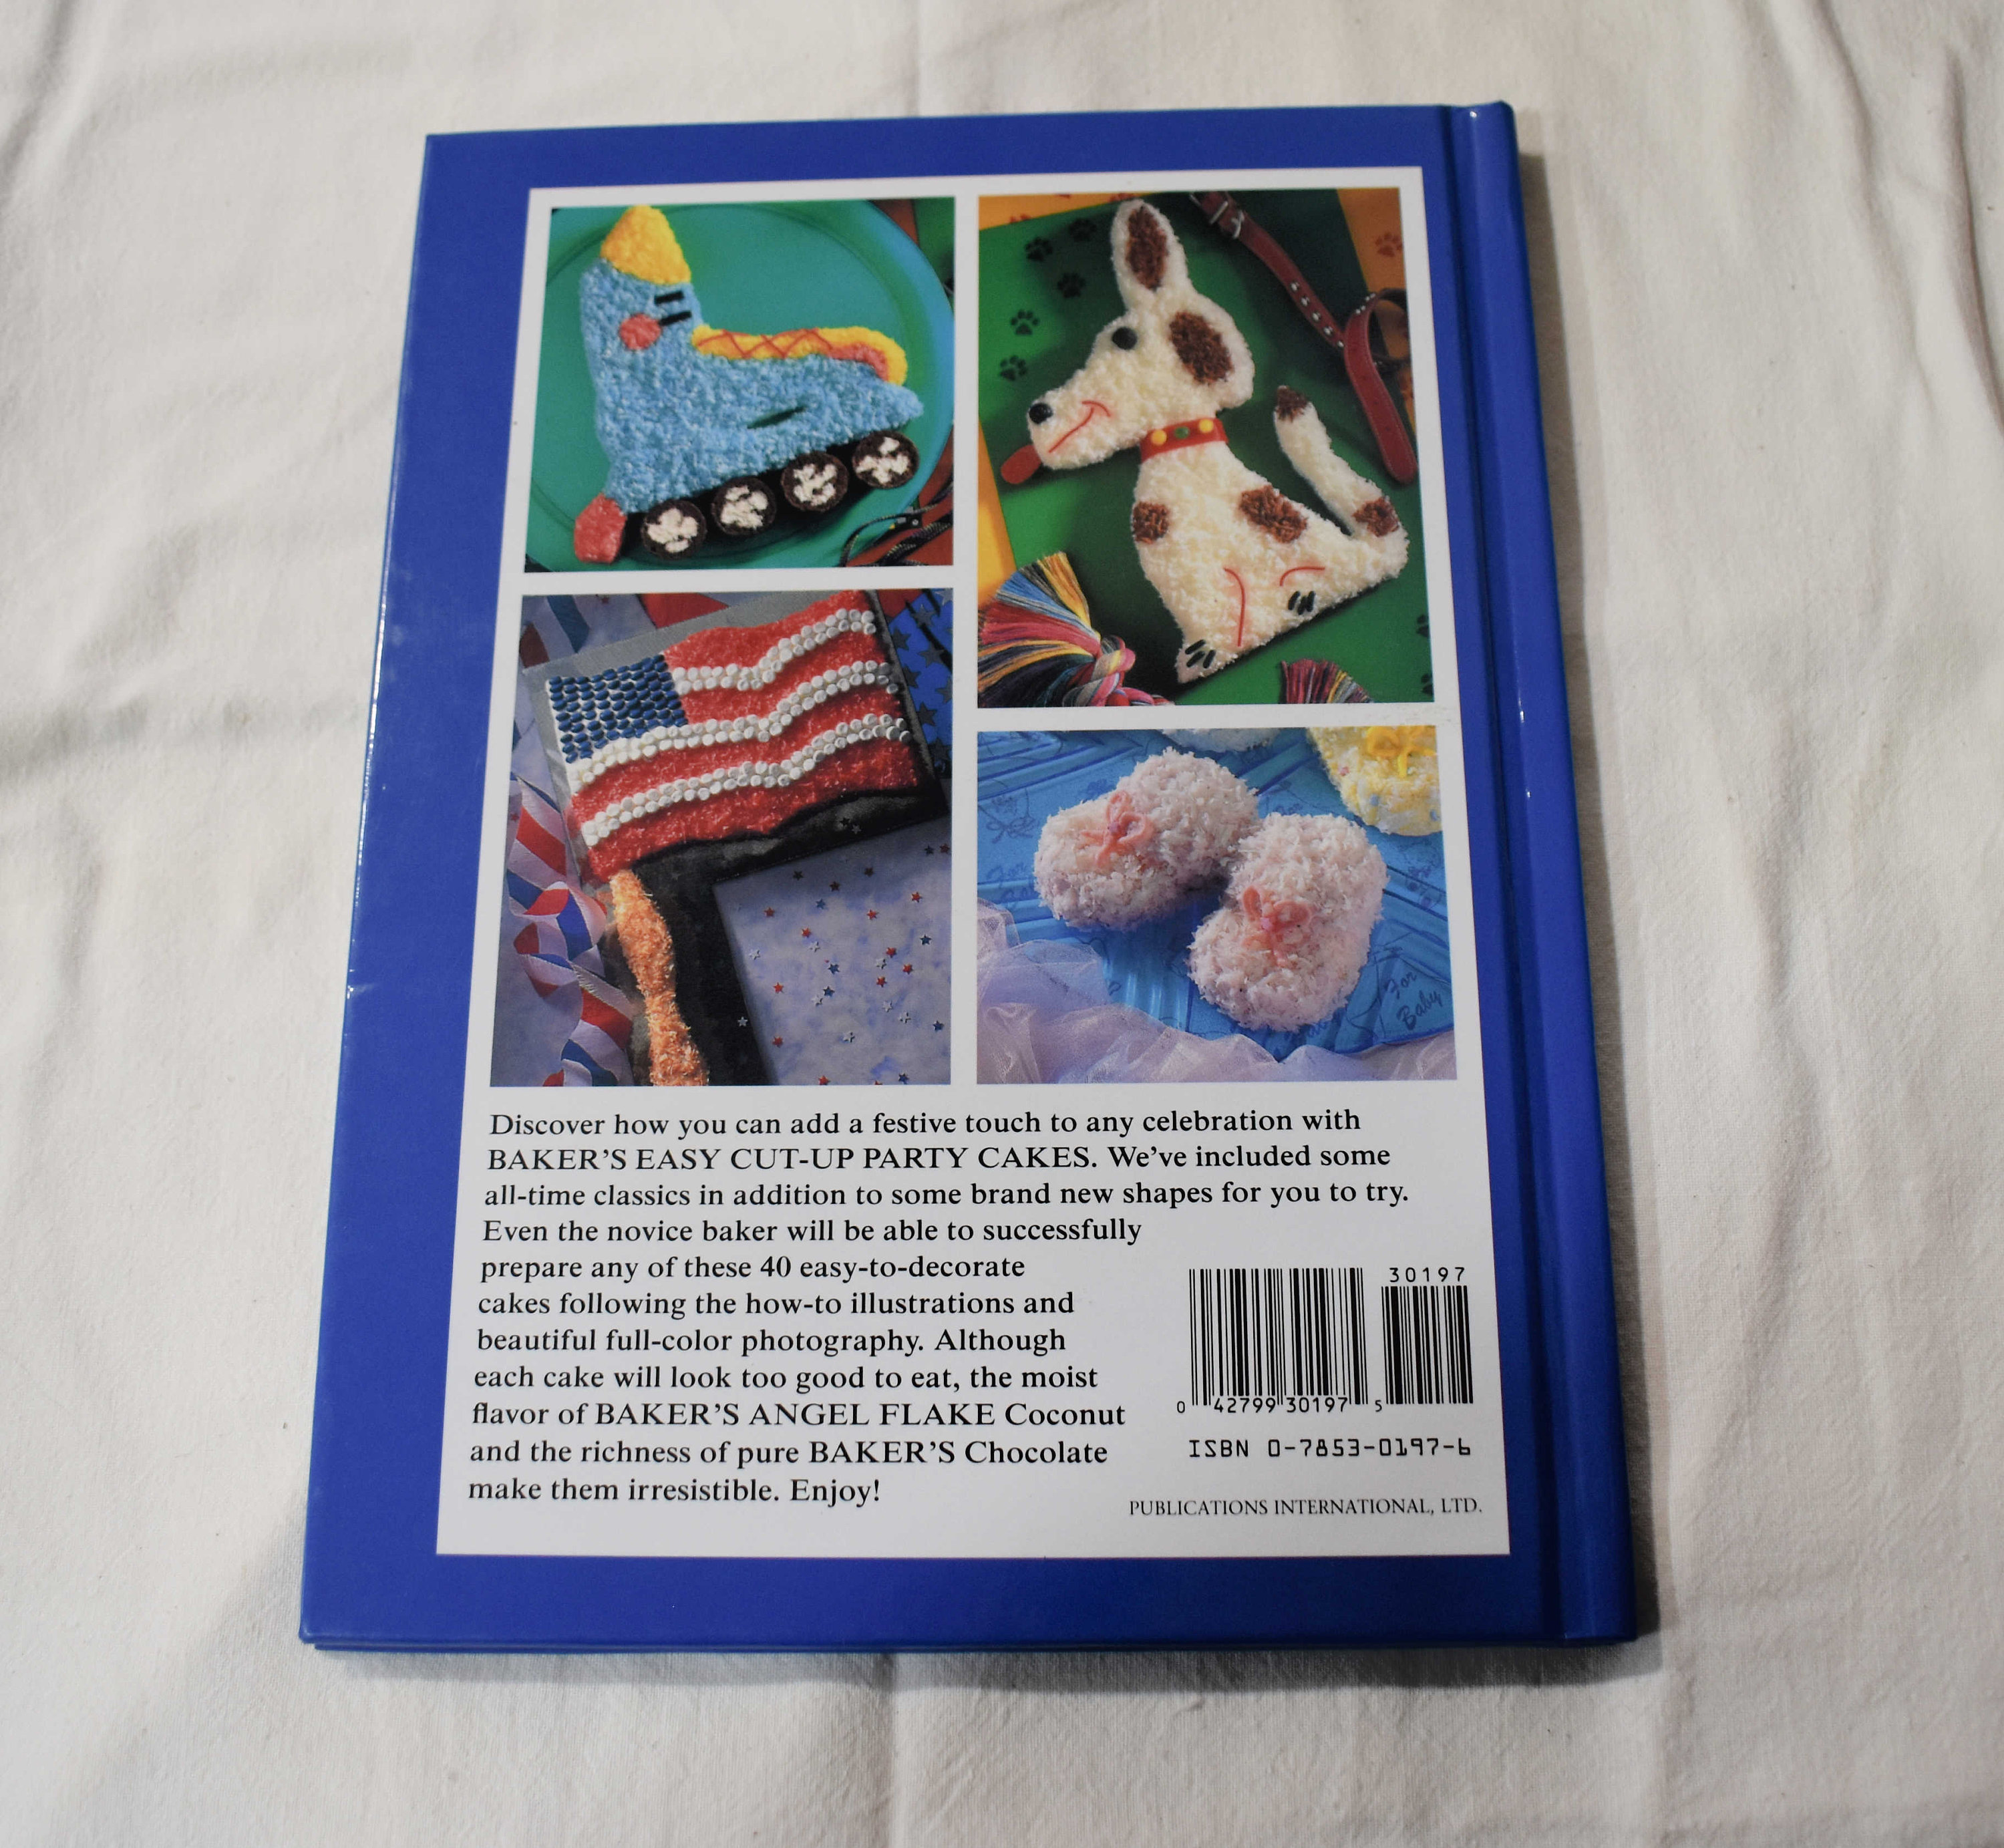 For
Baby
Discover how you can add a festive touch to any celebration with
BAKER'S EASY CUT-UP PARTY CAKES. We've included some
all-time classics in addition to some brand new shapes for you to try.
Even the novice baker will be able to successfully
prepare any of these 40 easy-to-decorate
cakes following the how-to illustrations and
beautiful full-color photography. Although
each cake will look too good to eat, the moist
flavor of BAKER'S ANGEL FLAKE Coconut
and the richness of pure BAKER'S Chocolate
make them irresistible. Enjoy!
30197
0 42799 30197 5
ISBN 0-7853-0197-6
PUBLICATIONS INTERNATIONAL, LTD.